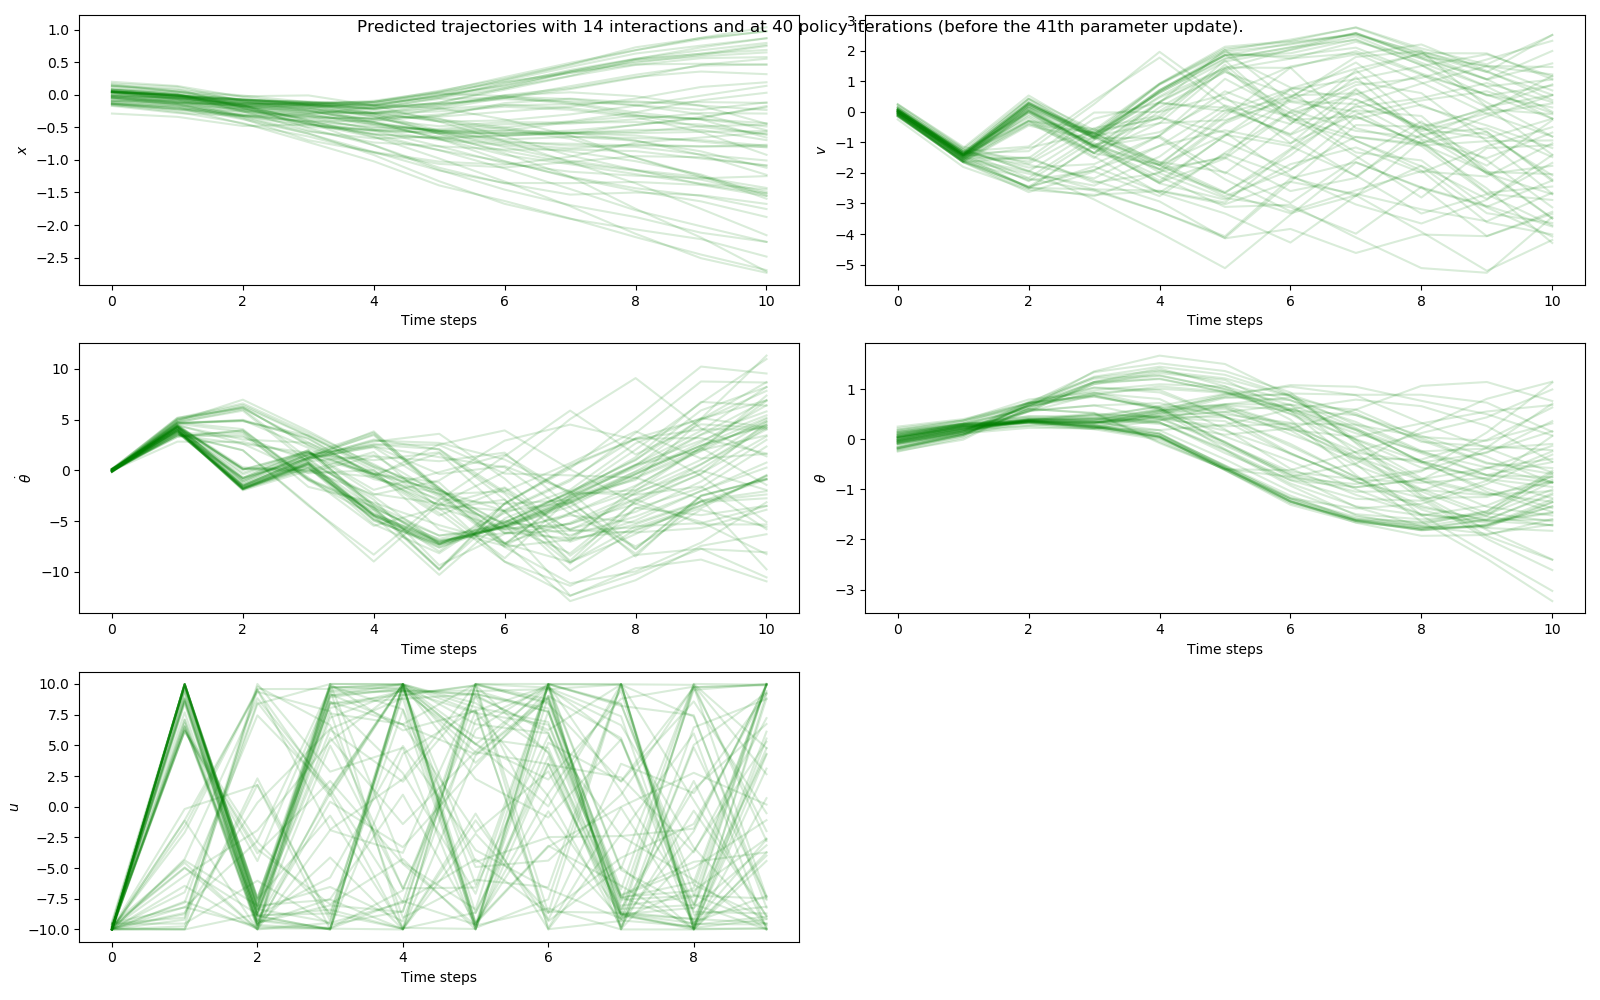 Predicted trajectories with 14 interactions and at 40 policy iterations (before the 41th parameter update).
1.0
0.5
0.0
−0.5
−1.0
−1.5
−2.0
−2.5
x
0 2 4 6 8 10
Time steps
3
2
1
0
−1
−2
−3
−4
−5
v
0 2 4 6 8 10
Time steps
10
5
0
−5
−10
θ̇
0 2 4 6 8 10
Time steps
1
0
−1
−2
−3
θ
0 2 4 6 8 10
Time steps
10.0
7.5
5.0
2.5
0.0
−2.5
−5.0
−7.5
−10.0
u
0 2 4 6 8
Time steps